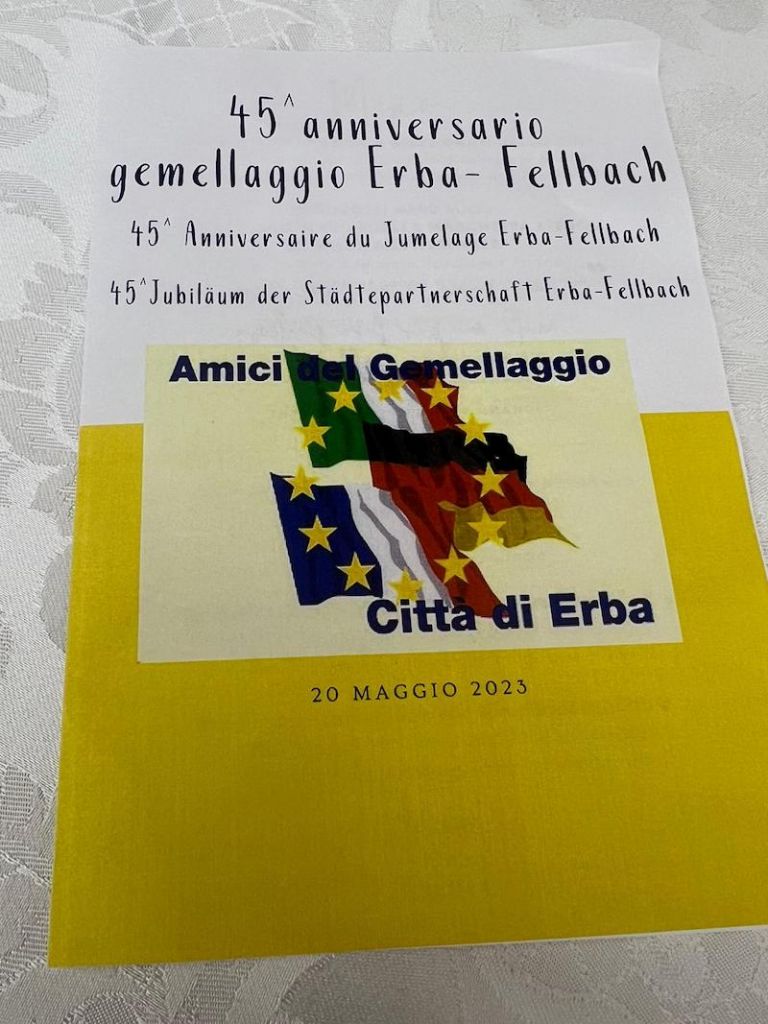 45^ anniversario
gemellaggio Erba- Fellbach
45^ Anniversaire du Jumelage Erba-Fellbach
45^Jubiläum der Städtepartnerschaft Erba-Fellbach
Amici del Gemellaggio
Città di Erba
20 MAGGIO 2023